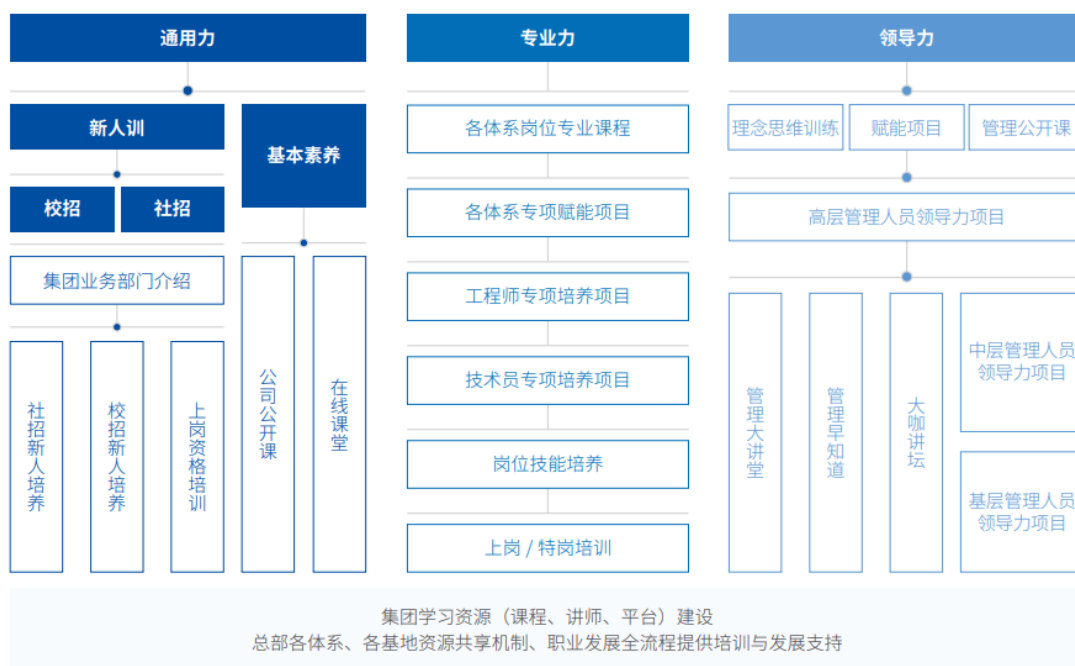 通用力
新人训
校招
社招
集团业务部门介绍
社招新人培养
校招新人培养
上岗资格培训
基本素养
公司公开课
在线课堂
专业力
各体系岗位专业课程
各体系专项赋能项目
工程师专项培养项目
技术员专项培养项目
岗位技能培养
上岗 / 特岗培训
领导力
理念思维训练
赋能项目
管理公开课
高层管理人员领导力项目
管理大讲堂
管理早知道
大咖讲坛
中层管理人员
领导力项目
基层管理人员
领导力项目
集团学习资源（课程、讲师、平台）建设
总部各体系、各基地资源共享机制、职业发展全流程提供培训与发展支持